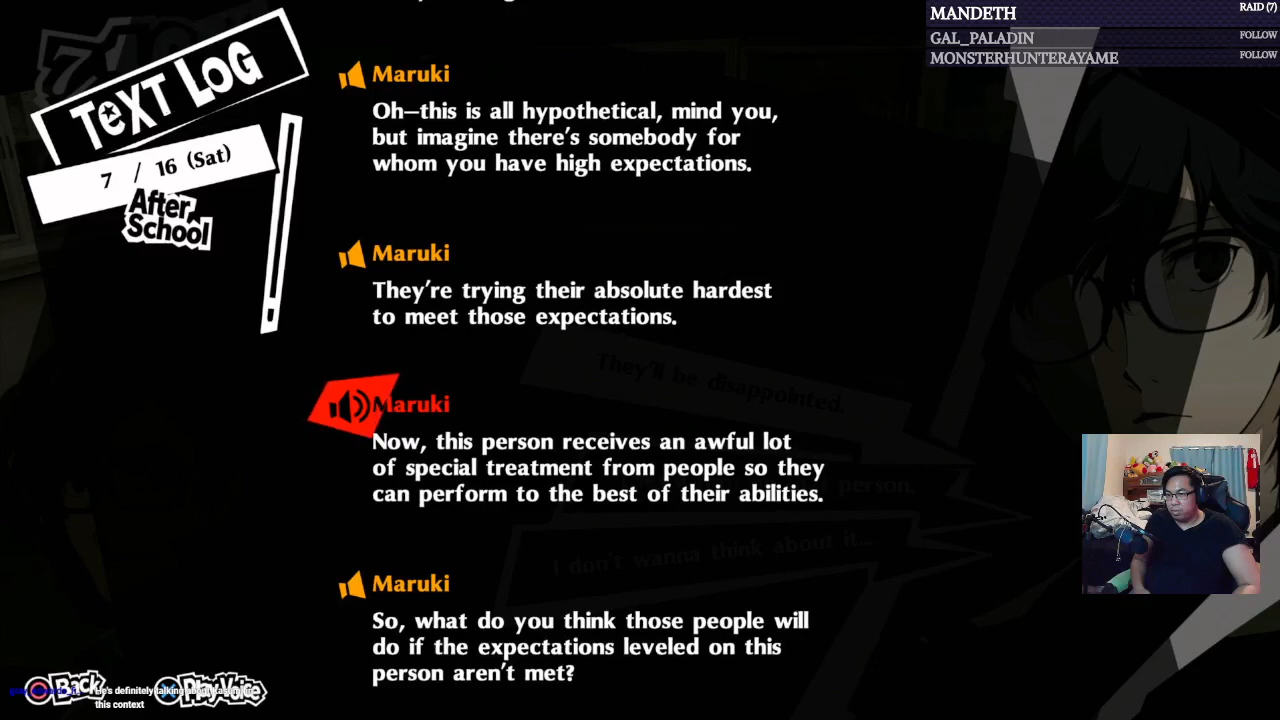 MANDETH
RAID (7)
GAL_PALADIN
FOLLOW
MONSTERHUNTERAYAME
FOLLOW
TEXT LOG
7 / 16 (Sat)
After School
Maruki
Oh—this is all hypothetical, mind you,
but imagine there's somebody for
whom you have high expectations.
Maruki
They're trying their absolute hardest
to meet those expectations.
They'll be disappointed.
Maruki
Now, this person receives an awful lot
of special treatment from people so they
can perform to the best of their abilities.
person.
I don't wanna think about it...
Maruki
So, what do you think those people will
do if the expectations leveled on this
person aren't met?
Back
Play Voice
He's definitely talking about
this context